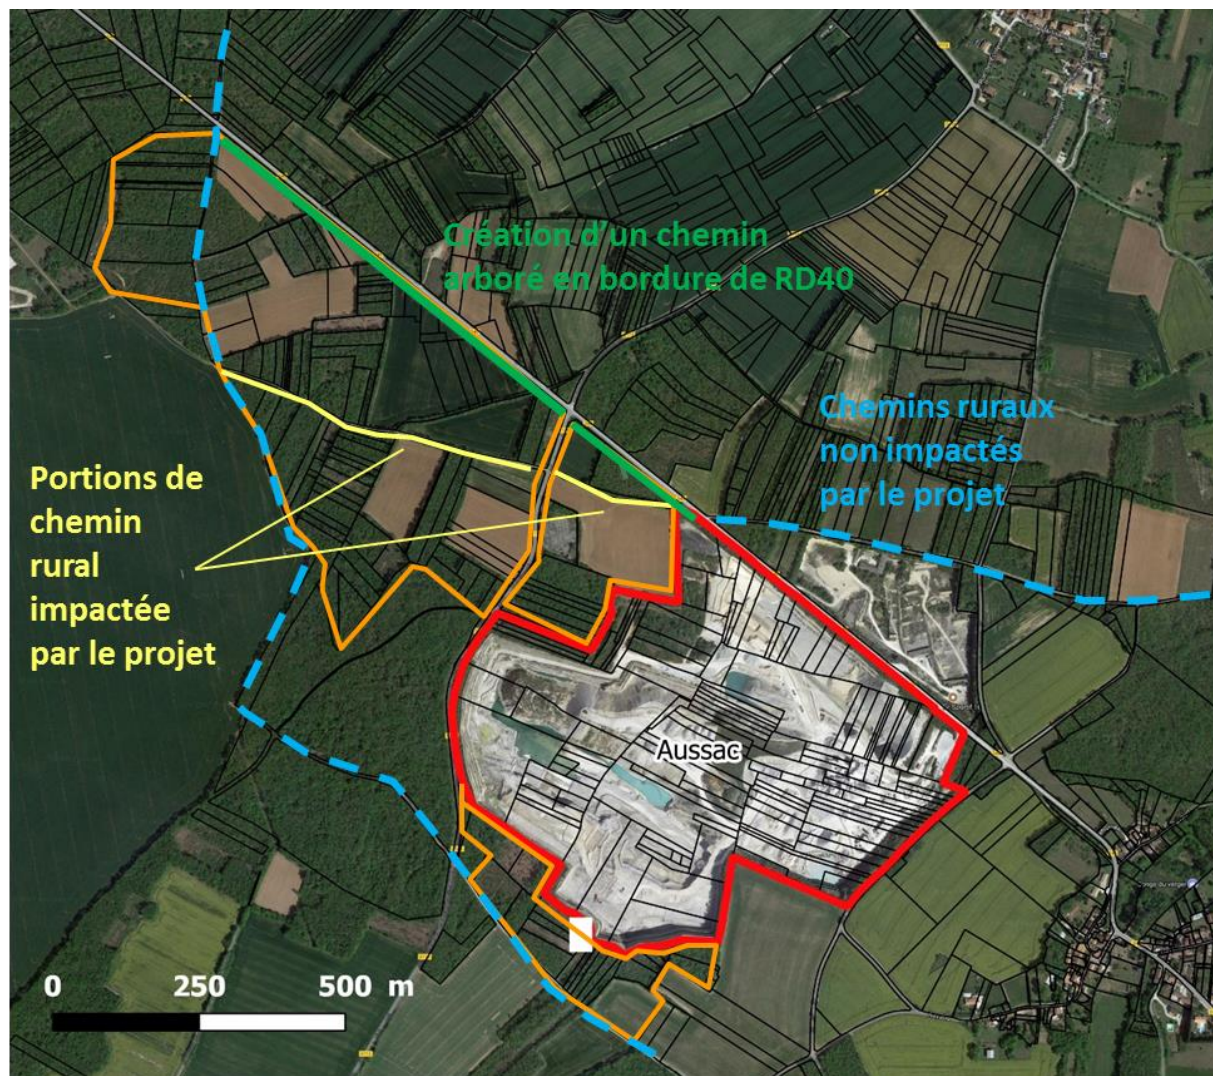 Création d'un chemin
arboré en bordure de RD40
Chemins ruraux
non impactés
par le projet
Portions de
chemin
rural
impactée
par le projet
Aussac
0 250 500 m